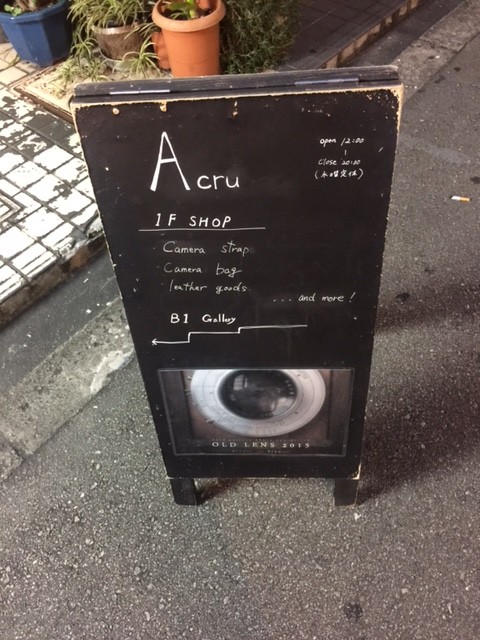 Acru
open 12:00
|
close 20:00
(水曜定休)
1F SHOP
Camera strap
Camera bag
leather goods
...and more!
B1 Gallery
OLD LENS 2015